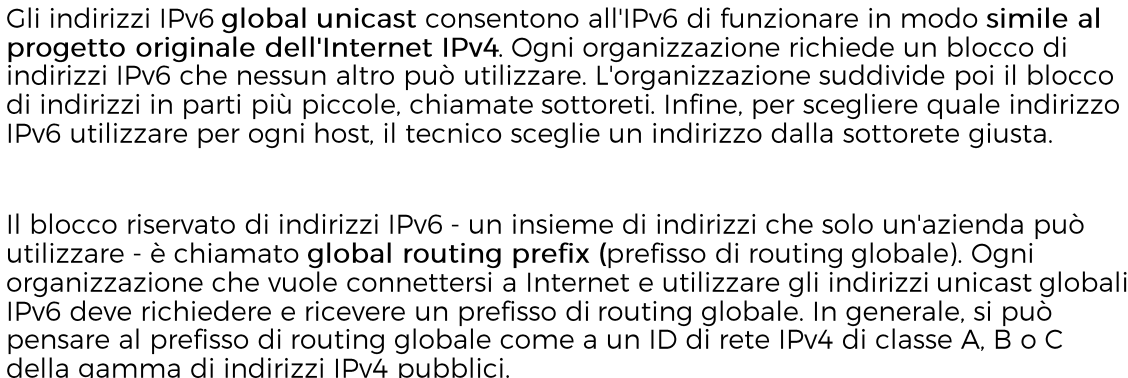 Gli indirizzi IPv6 global unicast consentono all'IPv6 di funzionare in modo simile al
progetto originale dell'Internet IPv4. Ogni organizzazione richiede un blocco di
indirizzi IPv6 che nessun altro può utilizzare. L'organizzazione suddivide poi il blocco
di indirizzi in parti più piccole, chiamate sottoreti. Infine, per scegliere quale indirizzo
IPv6 utilizzare per ogni host, il tecnico sceglie un indirizzo dalla sottorete giusta.
Il blocco riservato di indirizzi IPv6 - un insieme di indirizzi che solo un'azienda può
utilizzare - è chiamato global routing prefix (prefisso di routing globale). Ogni
organizzazione che vuole connettersi a Internet e utilizzare gli indirizzi unicast globali
IPv6 deve richiedere e ricevere un prefisso di routing globale. In generale, si può
pensare al prefisso di routing globale come a un ID di rete IPv4 di classe A, B o C
della gamma di indirizzi IPv4 pubblici.